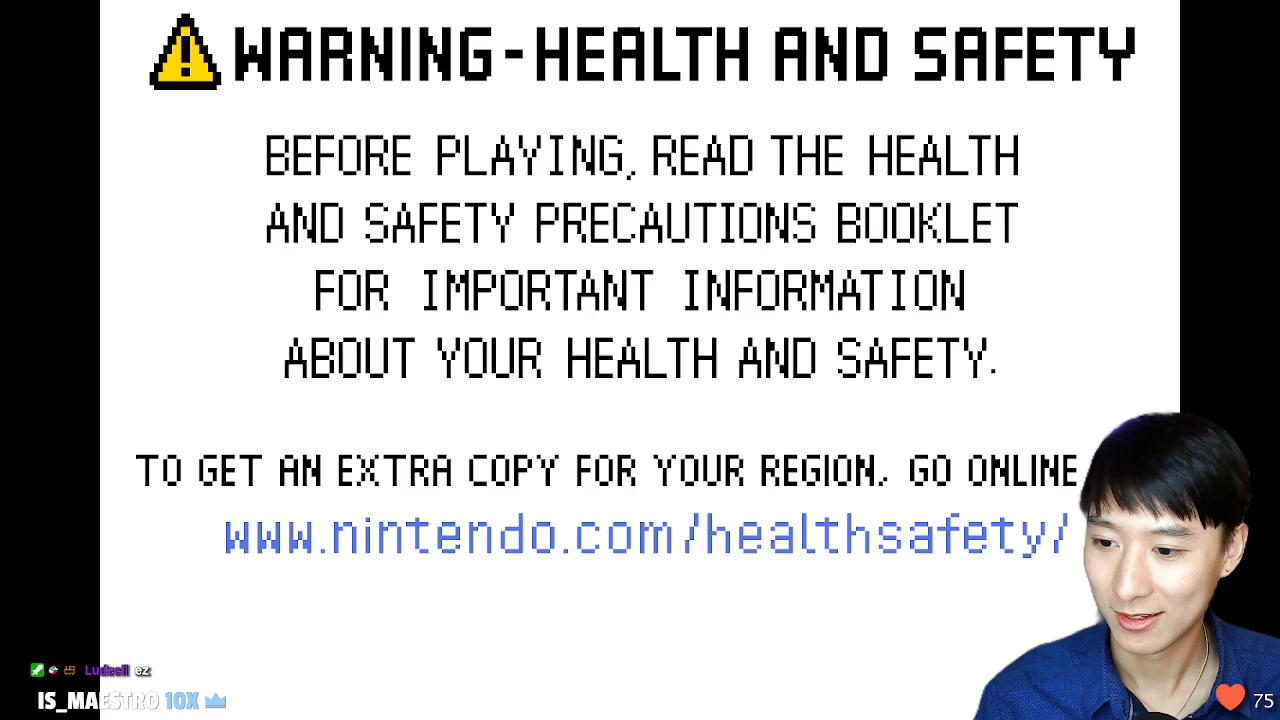 WARNING-HEALTH AND SAFETY
BEFORE PLAYING, READ THE HEALTH
AND SAFETY PRECAUTIONS BOOKLET
FOR IMPORTANT INFORMATION
ABOUT YOUR HEALTH AND SAFETY.
TO GET AN EXTRA COPY FOR YOUR REGION, GO ONLINE
www.nintendo.com/healthsafety/
ez
IS_MAESTRO 10X
75